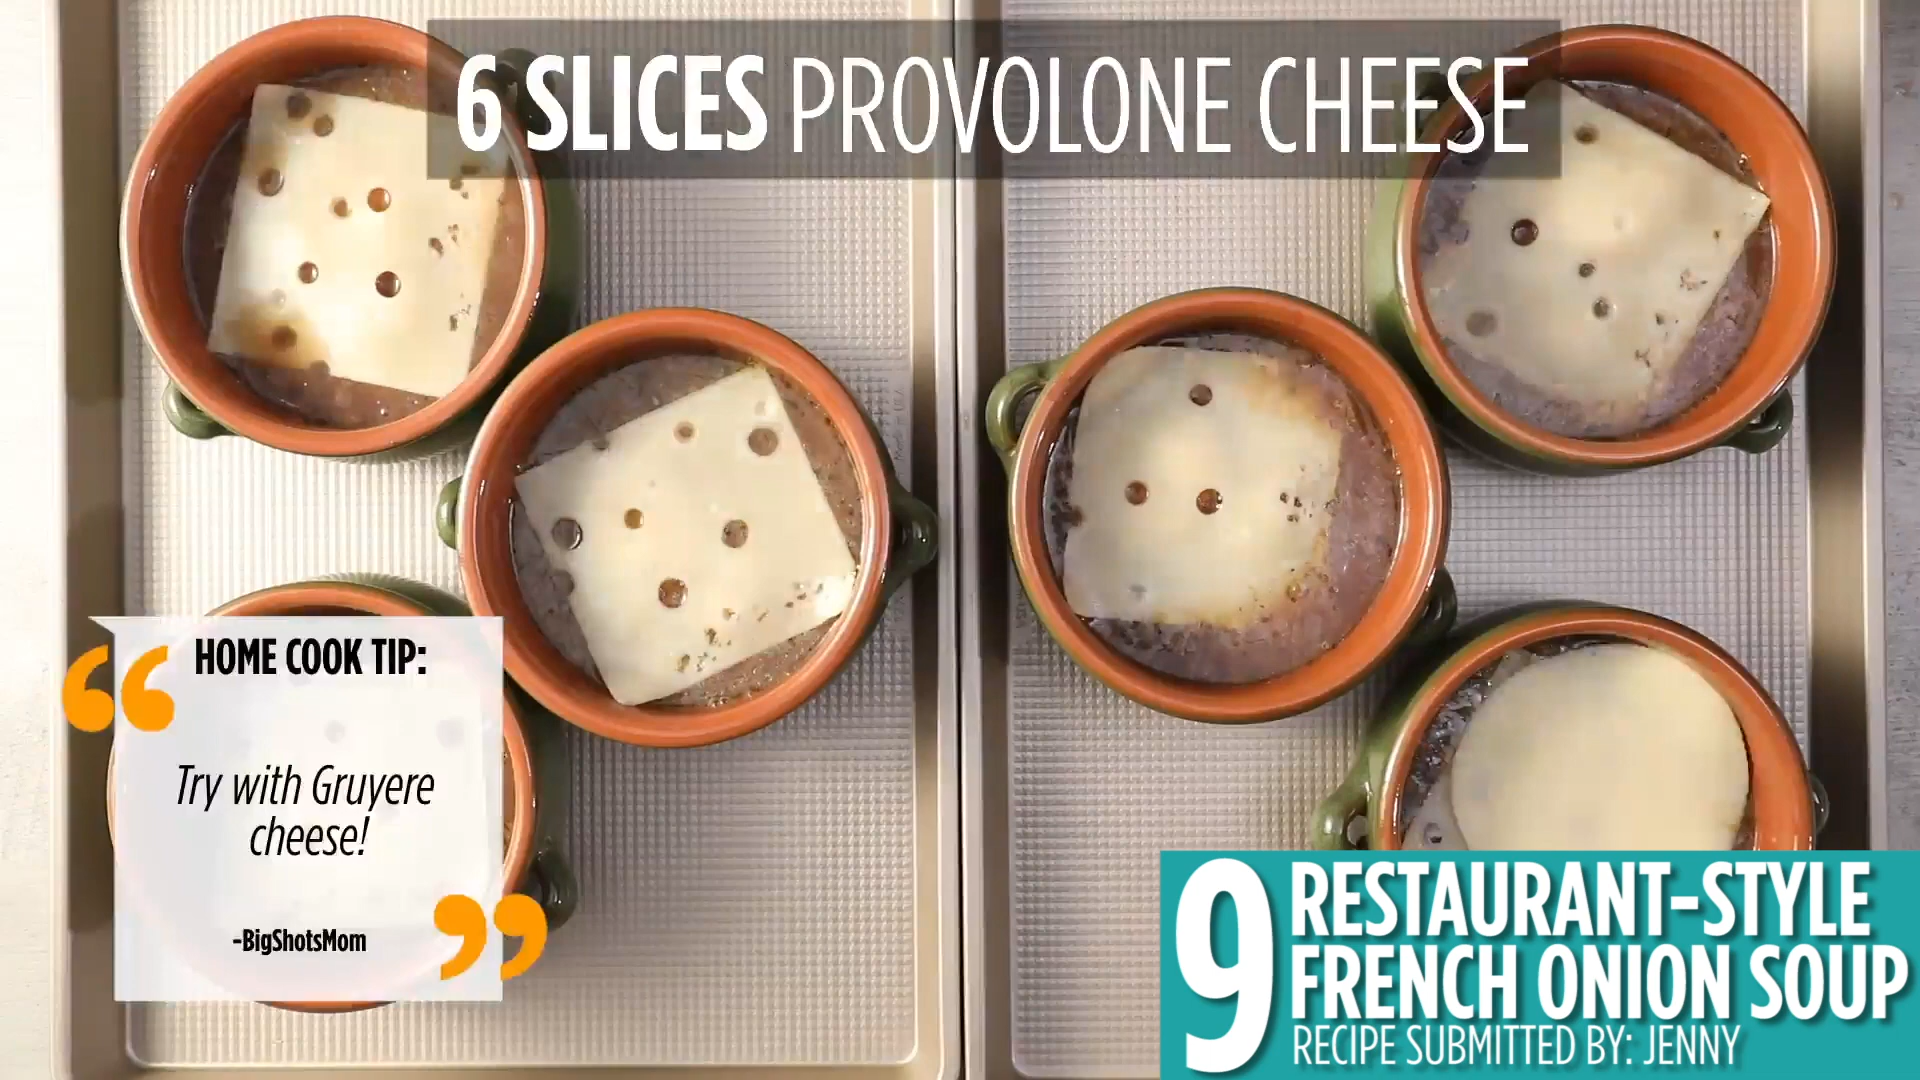 6 SLICES PROVOLONE CHEESE
HOME COOK TIP:
“
Try with Gruyere
cheese!
-BigShotsMom
”
9
RESTAURANT-STYLE
FRENCH ONION SOUP
RECIPE SUBMITTED BY: JENNY